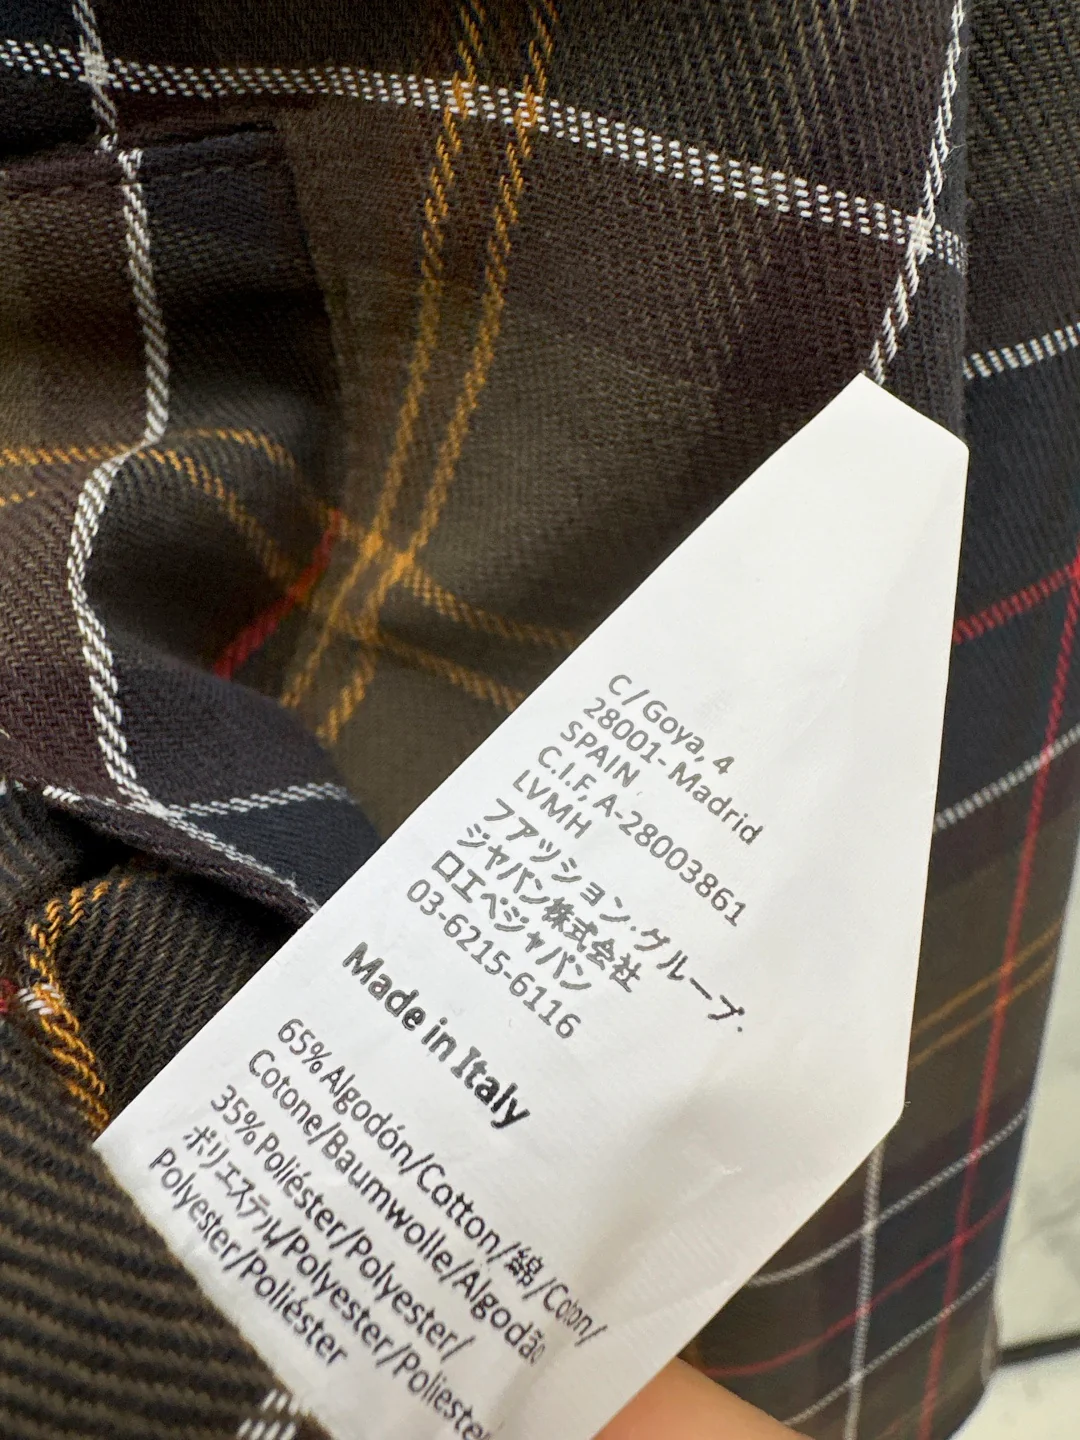 C/Goya, 4
28001- Madrid
SPAIN
C.I.F, A-28003861
LVMH
フアッション·グループ·
ジャパン株式会社
ロエベジャパン
03-6215-6116
Made in Italy
65%Algodón/Cotton/綿/Coton/
Cotone/Baumwolle/Algodão
35%Poliéster/Polyester/
ポリエステル/Polyester/Polieste
Polyester/Poliéster